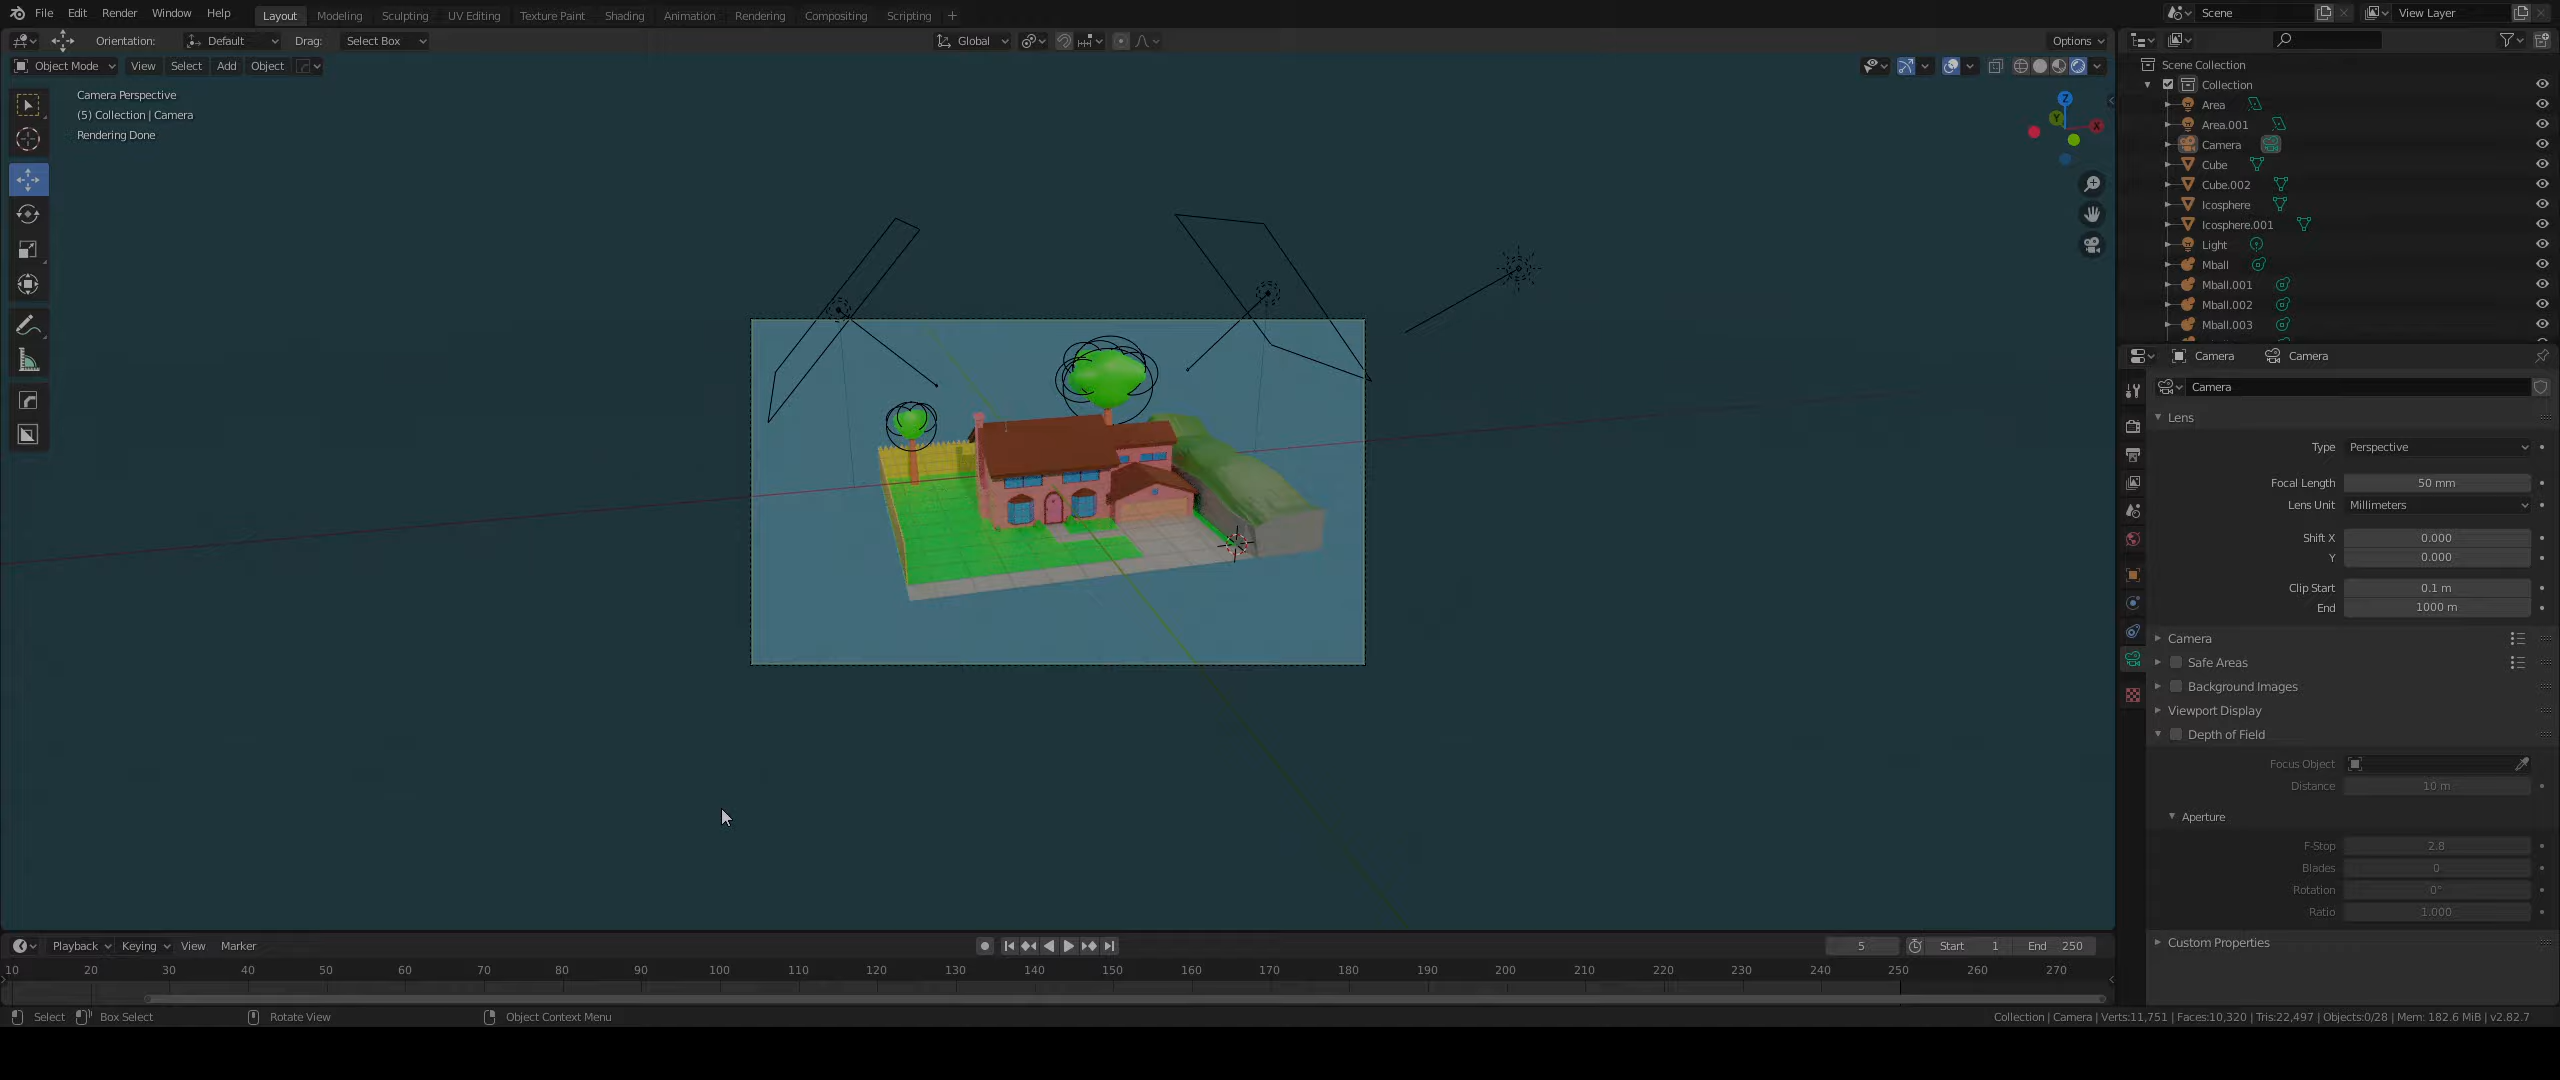 File Edit Render Window Help Layout Modeling Sculpting UV Editing Texture Paint Shading Animation Rendering Compositing Scripting + Scene View Layer
Orientation: Default Drag: Select Box Global Options
Object Mode View Select Add Object
Camera Perspective
(5) Collection | Camera
Rendering Done
Z
Y
X
Scene Collection
Collection
Area
Area.001
Camera
Cube
Cube.002
Icosphere
Icosphere.001
Light
Mball
Mball.001
Mball.002
Mball.003
Camera Camera
Camera
Lens
Type Perspective
Focal Length 50 mm
Lens Unit Millimeters
Shift X 0.000
Y 0.000
Clip Start 0.1 m
End 1000 m
Camera
Safe Areas
Background Images
Viewport Display
Depth of Field
Focus Object
Distance 10 m
Aperture
F-Stop 2.8
Blades 0
Rotation 0°
Ratio 1.000
Custom Properties
Playback Keying View Marker 5 Start 1 End 250
10 20 30 40 50 60 70 80 90 100 110 120 130 140 150 160 170 180 190 200 210 220 230 240 250 260 270
Select Box Select Rotate View Object Context Menu Collection | Camera | Verts:11,751 | Faces:10,320 | Tris:22,497 | Objects:0/28 | Mem: 182.6 MiB | v2.82.7